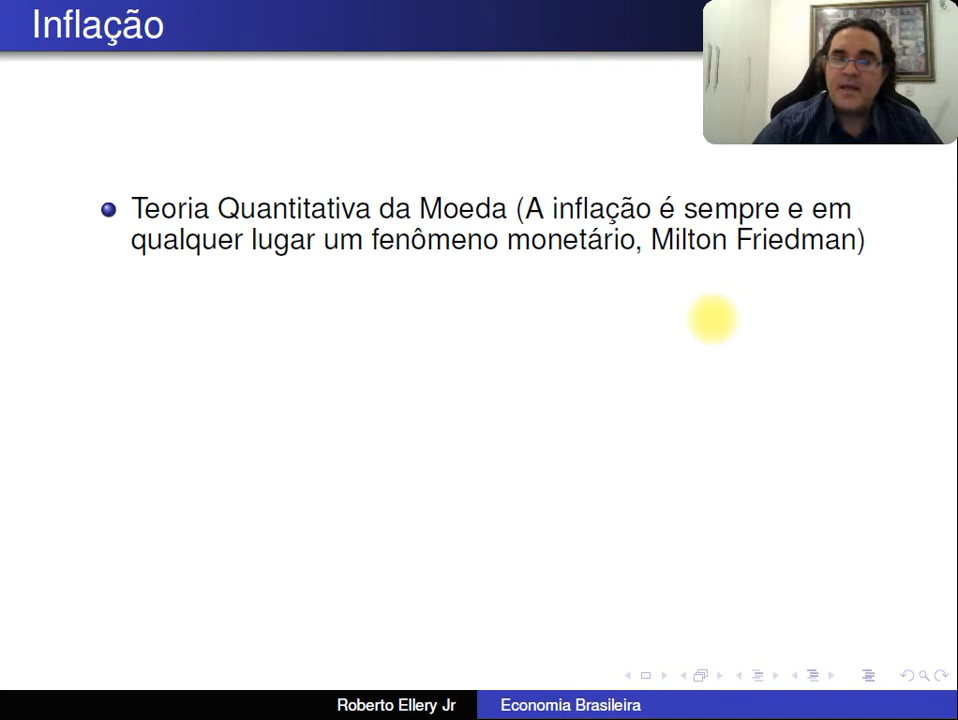 Inflação
Teoria Quantitativa da Moeda (A inflação é sempre e em
qualquer lugar um fenômeno monetário, Milton Friedman)
Roberto Ellery Jr
Economia Brasileira